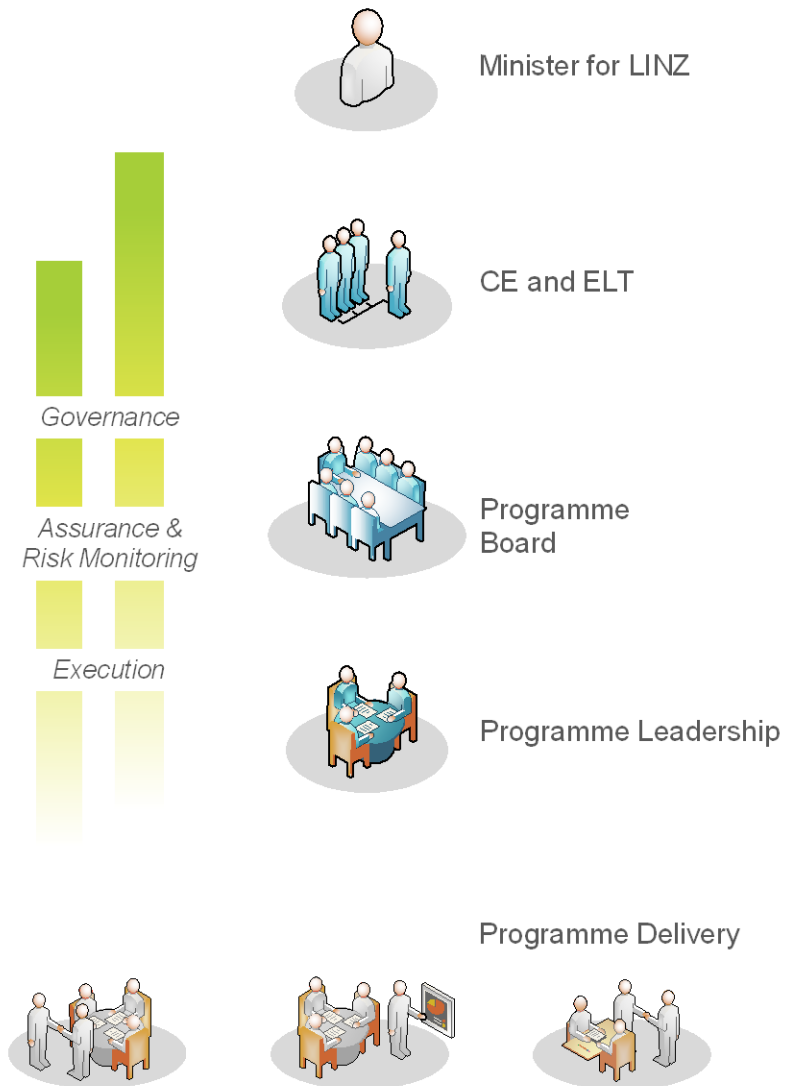 Minister for LINZ
CE and ELT
Governance
Programme
Board
Assurance &
Risk Monitoring
Execution
Programme Leadership
Programme Delivery